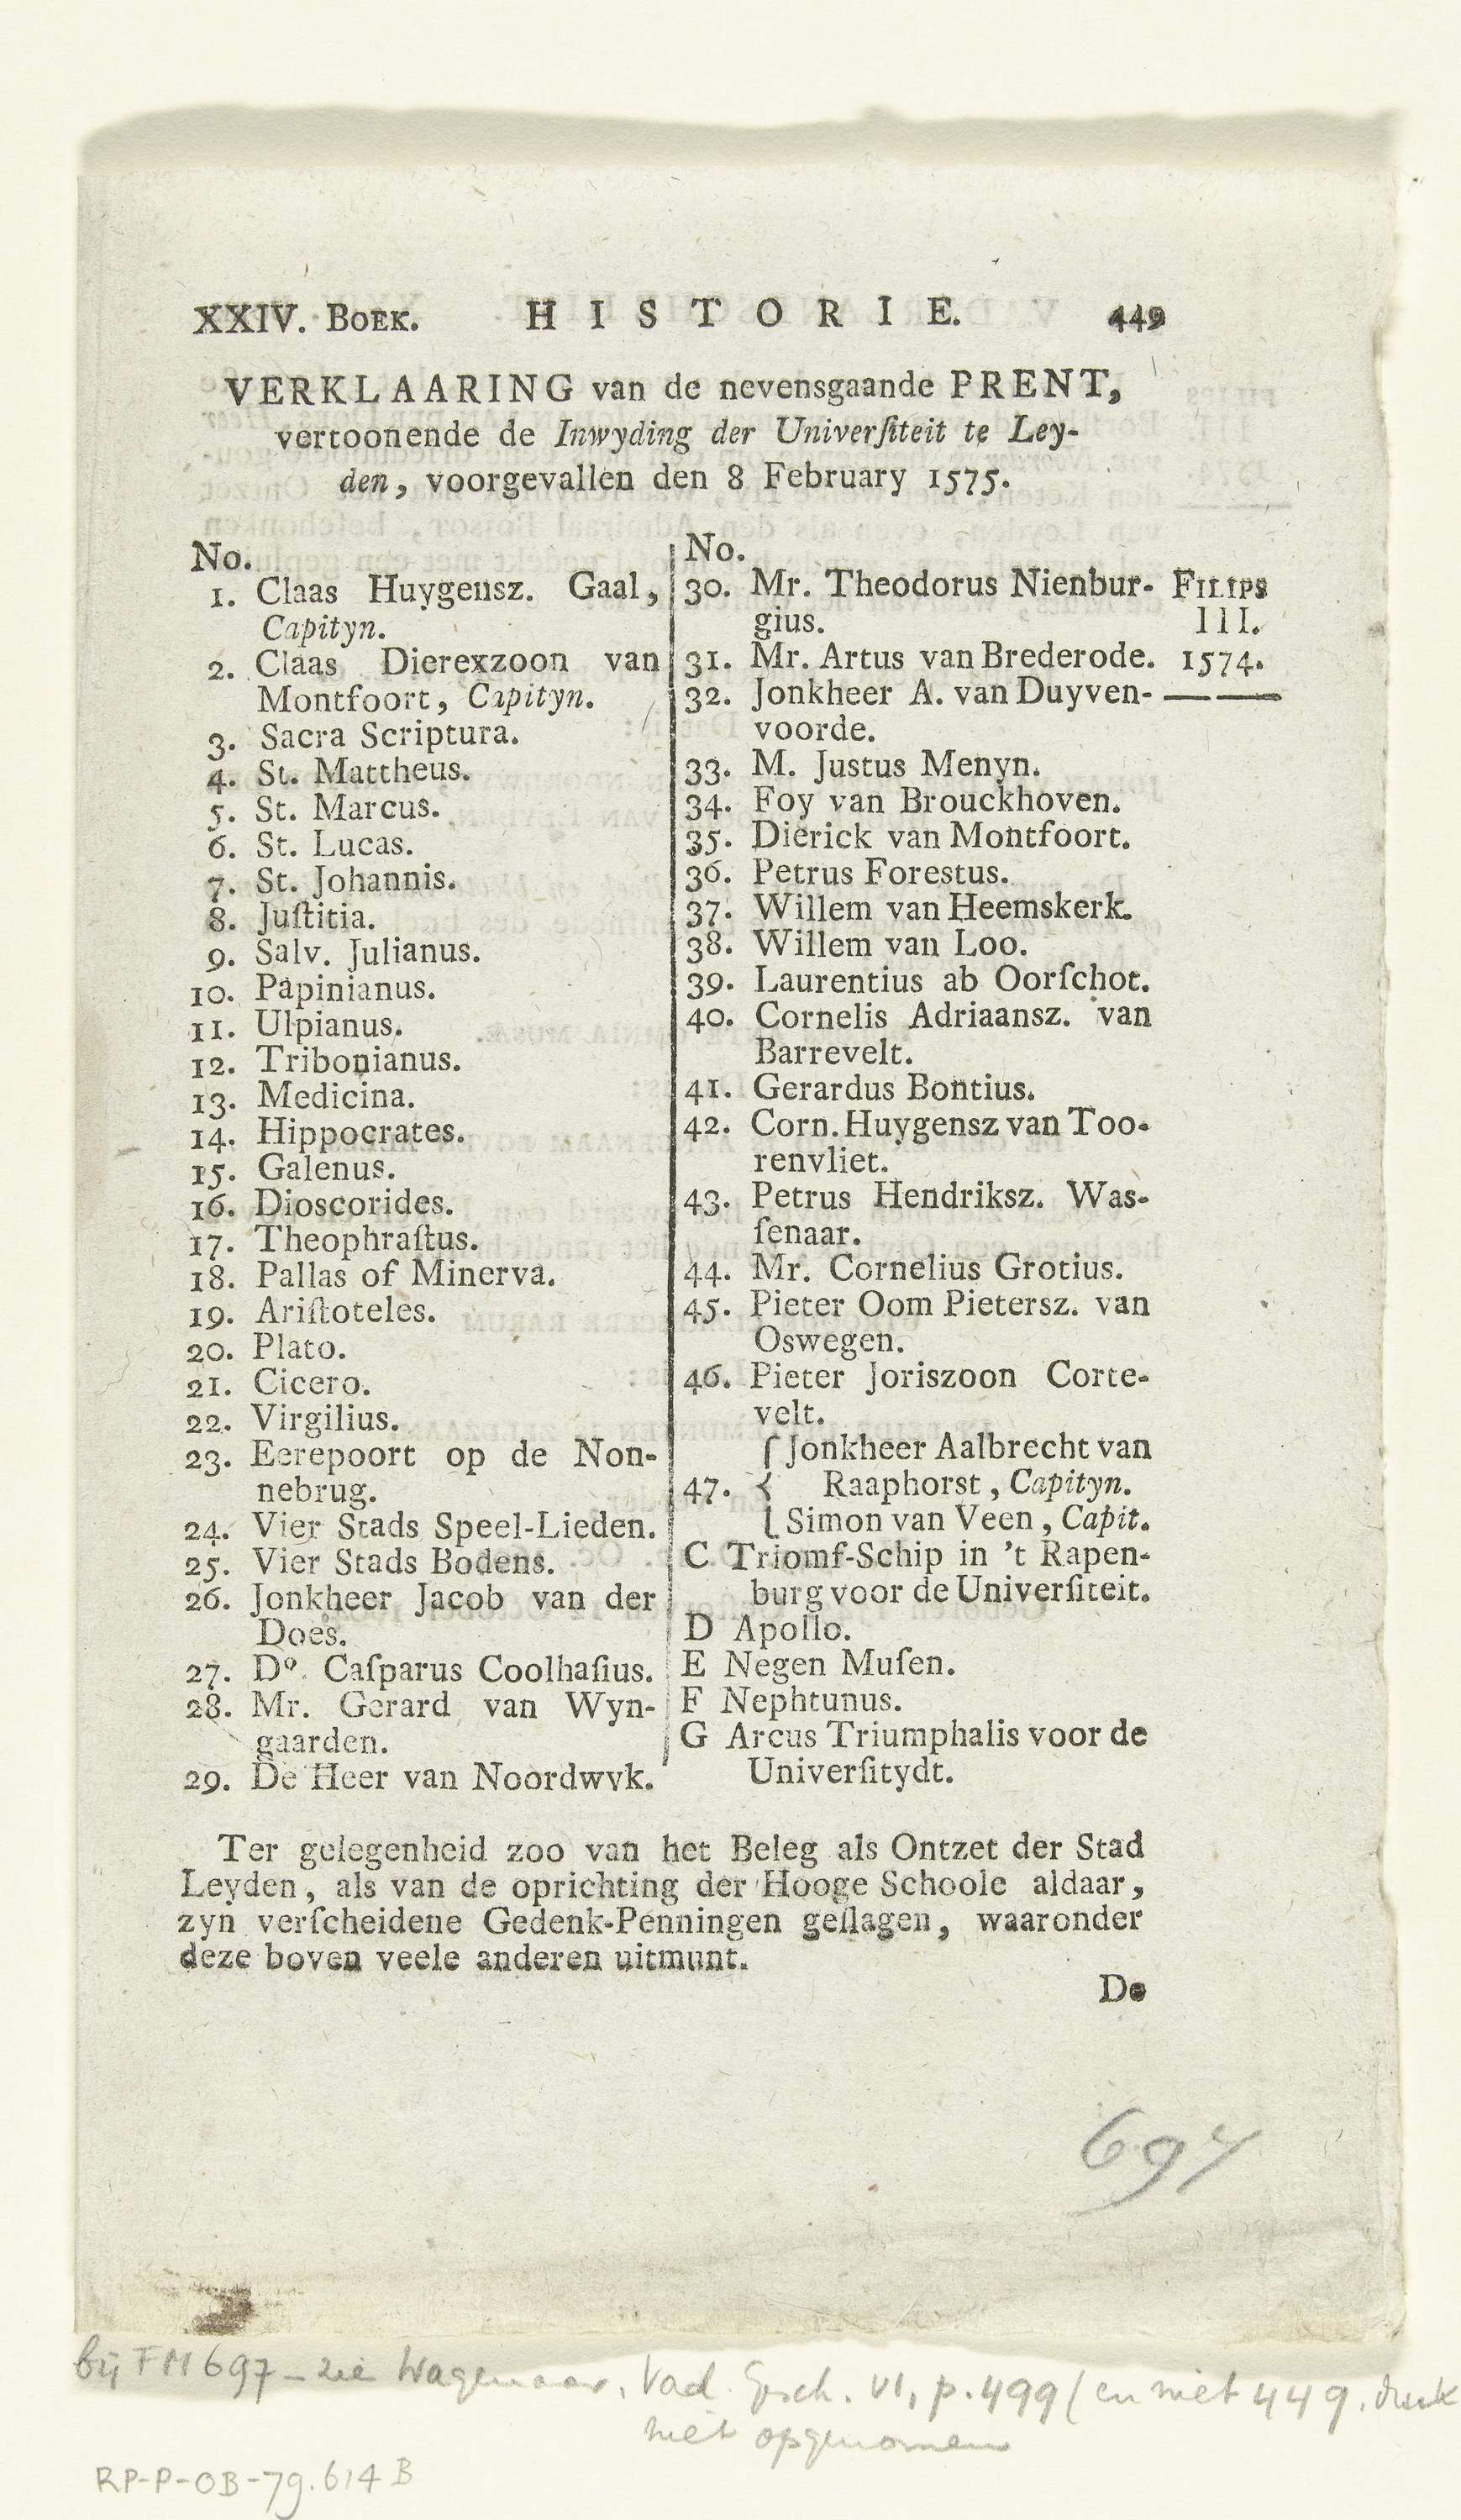 XXIV. BOEK. HISTORIE. 449
VERKLAARING van de nevensgaande PRENT,
vertoonende de Inwyding der Univerſiteit te Ley-
den, voorgevallen den 8 February 1575.
No.
1. Claas Huygensz. Gaal,
Capityn.
2. Claas Dierexzoon van
Montfoort, Capityn.
3. Sacra Scriptura.
4. St. Mattheus.
5. St. Marcus.
6. St. Lucas.
7. St. Johannis.
8. Juſtitia.
9. Salv. Julianus.
10. Papinianus.
11. Ulpianus.
12. Tribonianus.
13. Medicina.
14. Hippocrates.
15. Galenus.
16. Dioscorides.
17. Theophraſtus.
18. Pallas of Minerva.
19. Ariſtoteles.
20. Plato.
21. Cicero.
22. Virgilius.
23. Eerepoort op de Non-
nebrug.
24. Vier Stads Speel-Lieden.
25. Vier Stads Bodens.
26. Jonkheer Jacob van der
Does.
27. Do. Caſparus Coolhaſius.
28. Mr. Gerard van Wyn-
gaarden.
29. De Heer van Noordwyk.
No.
30. Mr. Theodorus Nienbur-
gius.
31. Mr. Artus van Brederode.
32. Jonkheer A. van Duyven-
voorde.
33. M. Justus Menyn.
34. Foy van Brouckhoven.
35. Dierick van Montfoort.
36. Petrus Forestus.
37. Willem van Heemskerk.
38. Willem van Loo.
39. Laurentius ab Oorſchot.
40. Cornelis Adriaansz. van
Barrevelt.
41. Gerardus Bontius.
42. Corn. Huygensz van Too-
renvliet.
43. Petrus Hendriksz. Was-
ſenaar.
44. Mr. Cornelius Grotius.
45. Pieter Oom Pietersz. van
Oswegen.
46. Pieter Joriszoon Corte-
velt.
Jonkheer Aalbrecht van
47. { Raaphorst, Capityn.
Simon van Veen, Capit.
C Triomf-Schip in 't Rapen-
burg voor de Univerſiteit.
D Apollo.
E Negen Muſen.
F Nephtunus.
G Arcus Triumphalis voor de
Univerſitydt.
FILIPS
III.
1574.
Ter gelegenheid zoo van het Beleg als Ontzet der Stad
Leyden, als van de oprichting der Hooge Schoole aldaar,
zyn verſcheidene Gedenk-Penningen geſlagen, waaronder
deze boven veele anderen uitmunt.
De
697
bij FM 697 - zie Wagenaar, Vad. Gesch. VI, p. 499 (en niet 449. druk
niet opgenomen
RP-P-OB-79.614 B